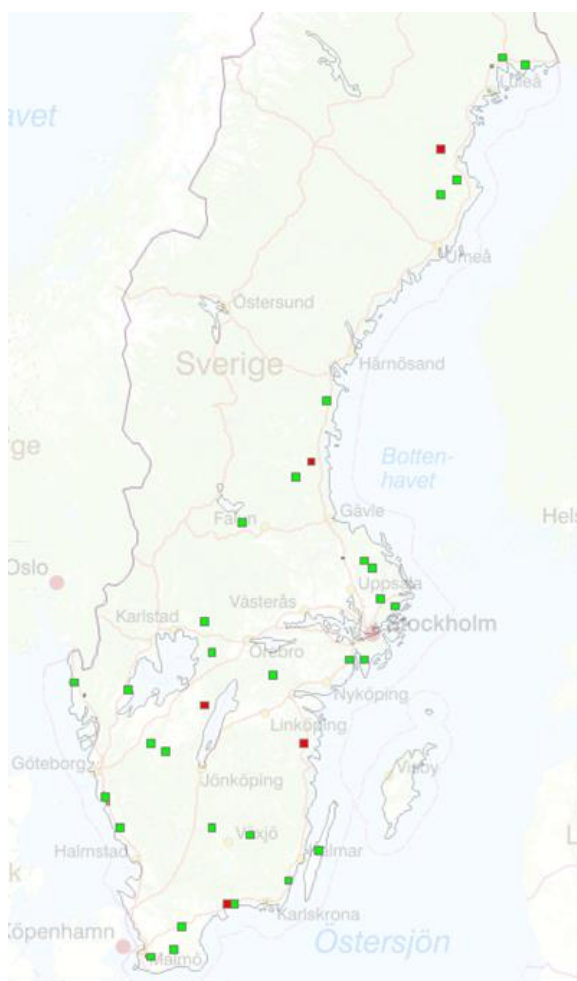 avet
Luleå
Umeå
Östersund
Sverige
Härnösand
rge
Botten-
havet
Hels
Falun
Gävle
Oslo
Uppsala
Västerås
Karlstad
Stockholm
Örebro
Nyköping
Linköping
Göteborg
Visby
Jönköping
Växjö
Kalmar
Halmstad
L
k
Karlskrona
Köpenhamn
Östersjön
Malmö